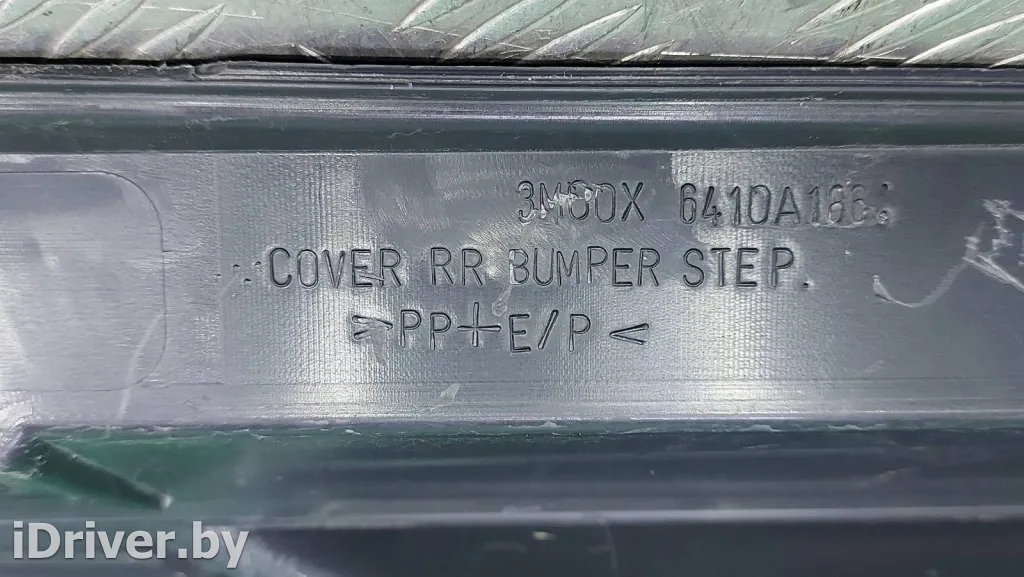 3M80X 6410A186
COVER RR BUMPER STEP
>PP+E/P<
iDriver.by